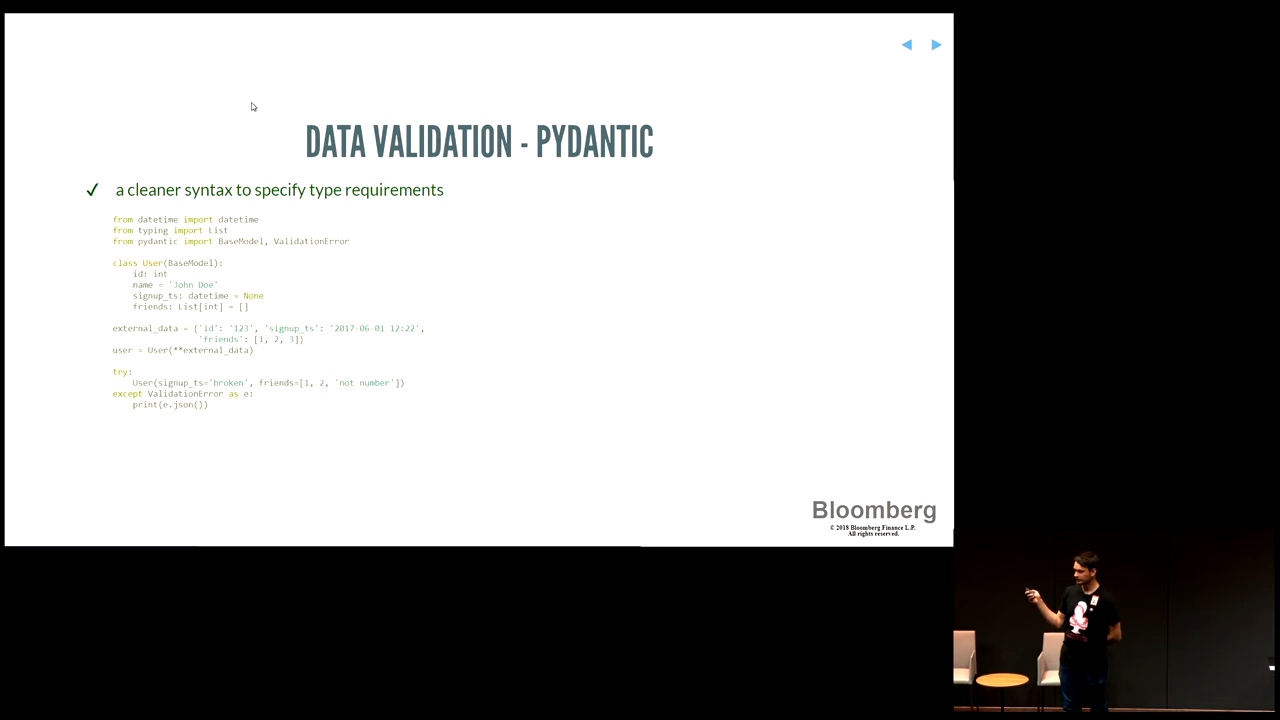 DATA VALIDATION - PYDANTIC
✓ a cleaner syntax to specify type requirements
from datetime import datetime
from typing import List
from pydantic import BaseModel, ValidationError
class User(BaseModel):
    id: int
    name = 'John Doe'
    signup_ts: datetime = None
    friends: List[int] = []
external_data = {'id': '123', 'signup_ts': '2017-06-01 12:22',
                 'friends': [1, 2, 3]}
user = User(**external_data)
try:
    User(signup_ts='broken', friends=[1, 2, 'not number'])
except ValidationError as e:
    print(e.json())
Bloomberg
© 2018 Bloomberg Finance L.P.
All rights reserved.